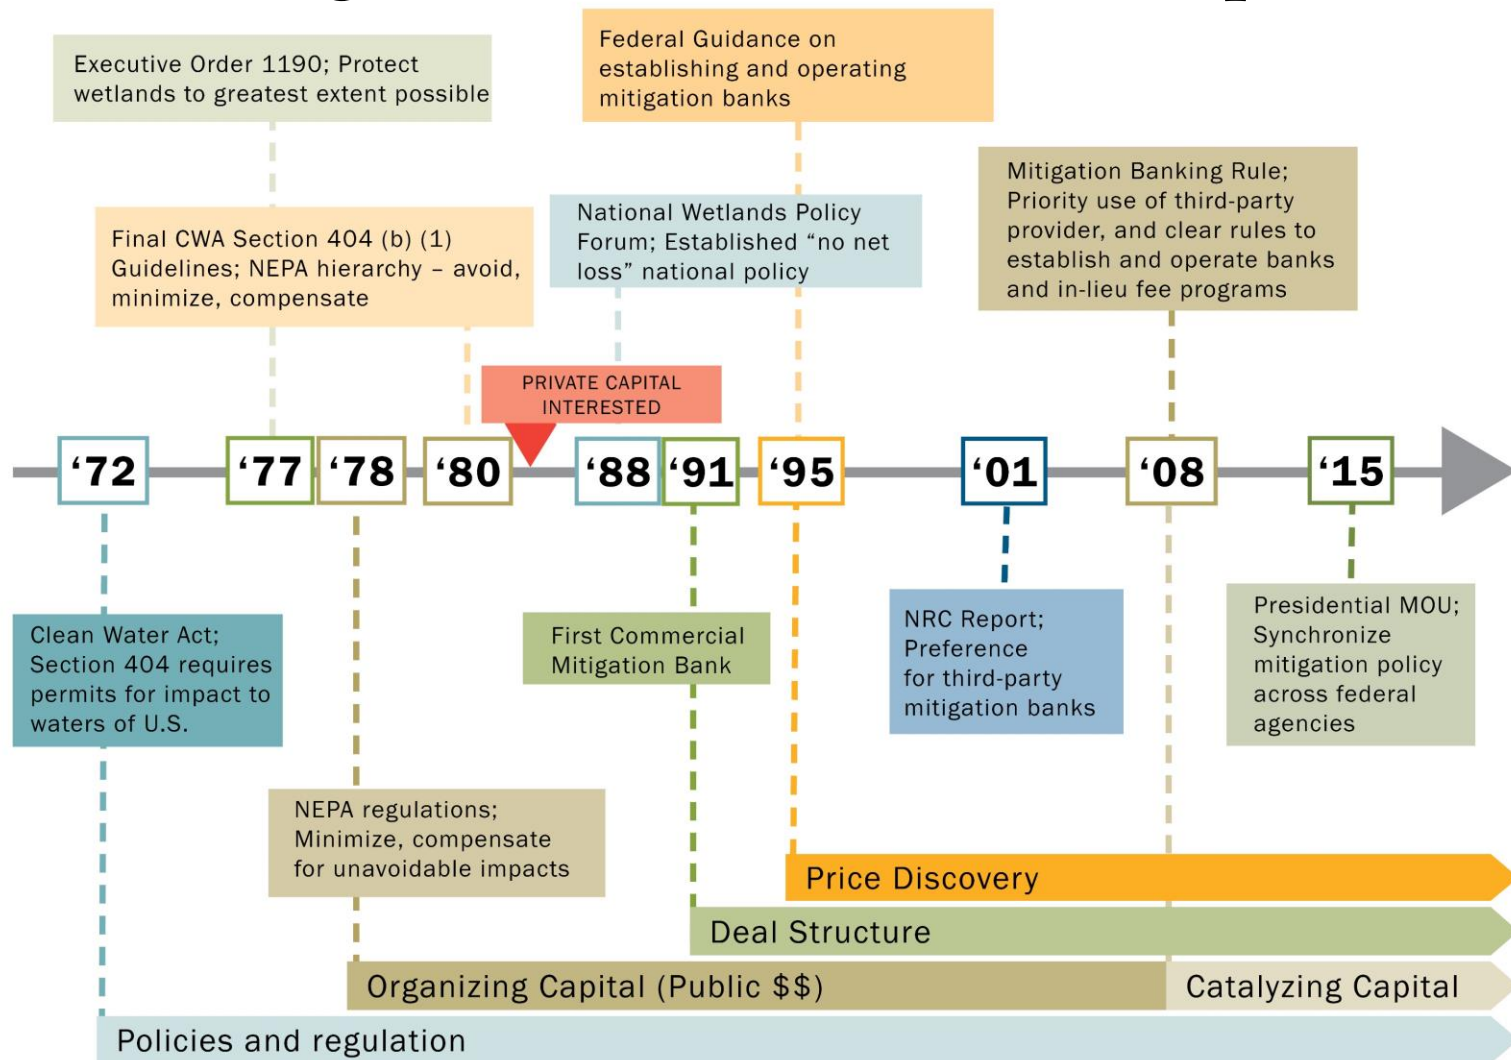 Executive Order 1190; Protect
wetlands to greatest extent possible
Federal Guidance on
establishing and operating
mitigation banks
Mitigation Banking Rule;
Priority use of third-party
provider, and clear rules to
establish and operate banks
and in-lieu fee programs
Final CWA Section 404 (b) (1)
Guidelines; NEPA hierarchy – avoid,
minimize, compensate
National Wetlands Policy
Forum; Established “no net
loss” national policy
PRIVATE CAPITAL
INTERESTED
‘72 ‘77 ‘78 ‘80 ‘88 ‘91 ‘95 ‘01 ‘08 ‘15
Clean Water Act;
Section 404 requires
permits for impact to
waters of U.S.
First Commercial
Mitigation Bank
NRC Report;
Preference
for third-party
mitigation banks
Presidential MOU;
Synchronize
mitigation policy
across federal
agencies
NEPA regulations;
Minimize, compensate
for unavoidable impacts
Price Discovery
Deal Structure
Organizing Capital (Public $$)
Catalyzing Capital
Policies and regulation